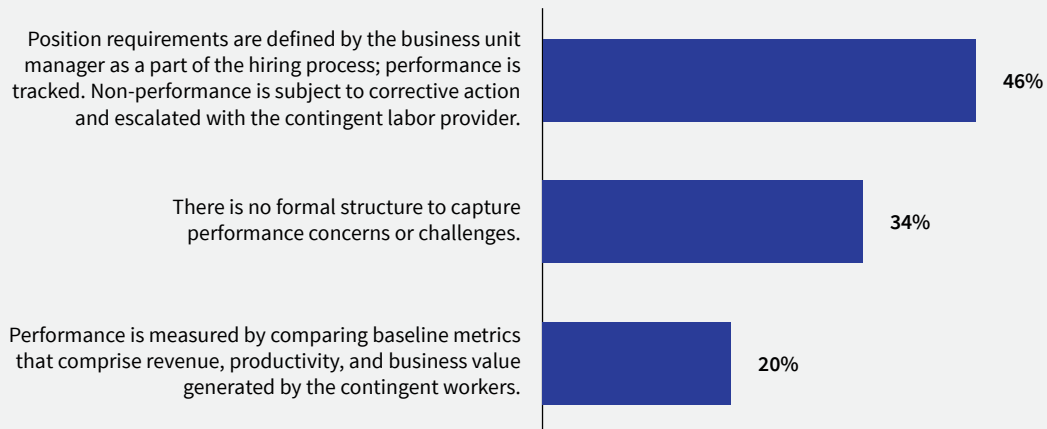 Position requirements are defined by the business unit
manager as a part of the hiring process; performance is
tracked. Non-performance is subject to corrective action
and escalated with the contingent labor provider.
46%
There is no formal structure to capture
performance concerns or challenges.
34%
Performance is measured by comparing baseline metrics
that comprise revenue, productivity, and business value
generated by the contingent workers.
20%